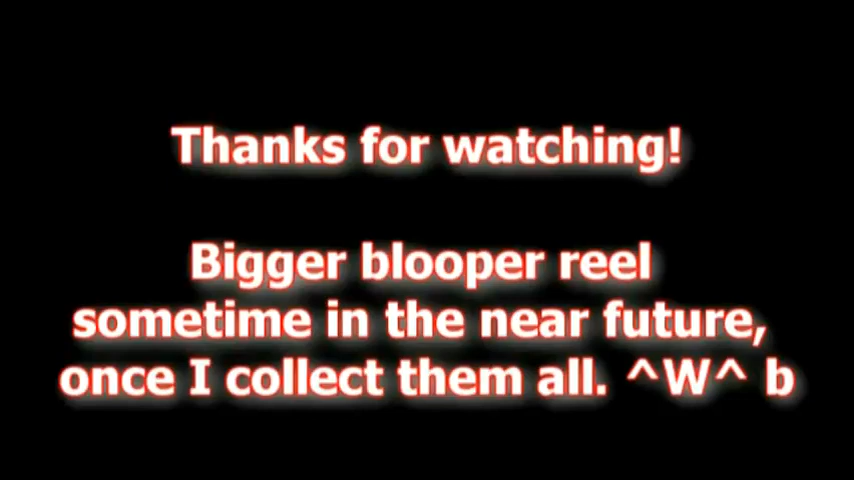 Thanks for watching!
Bigger blooper reel
sometime in the near future,
once I collect them all. ^W^ b